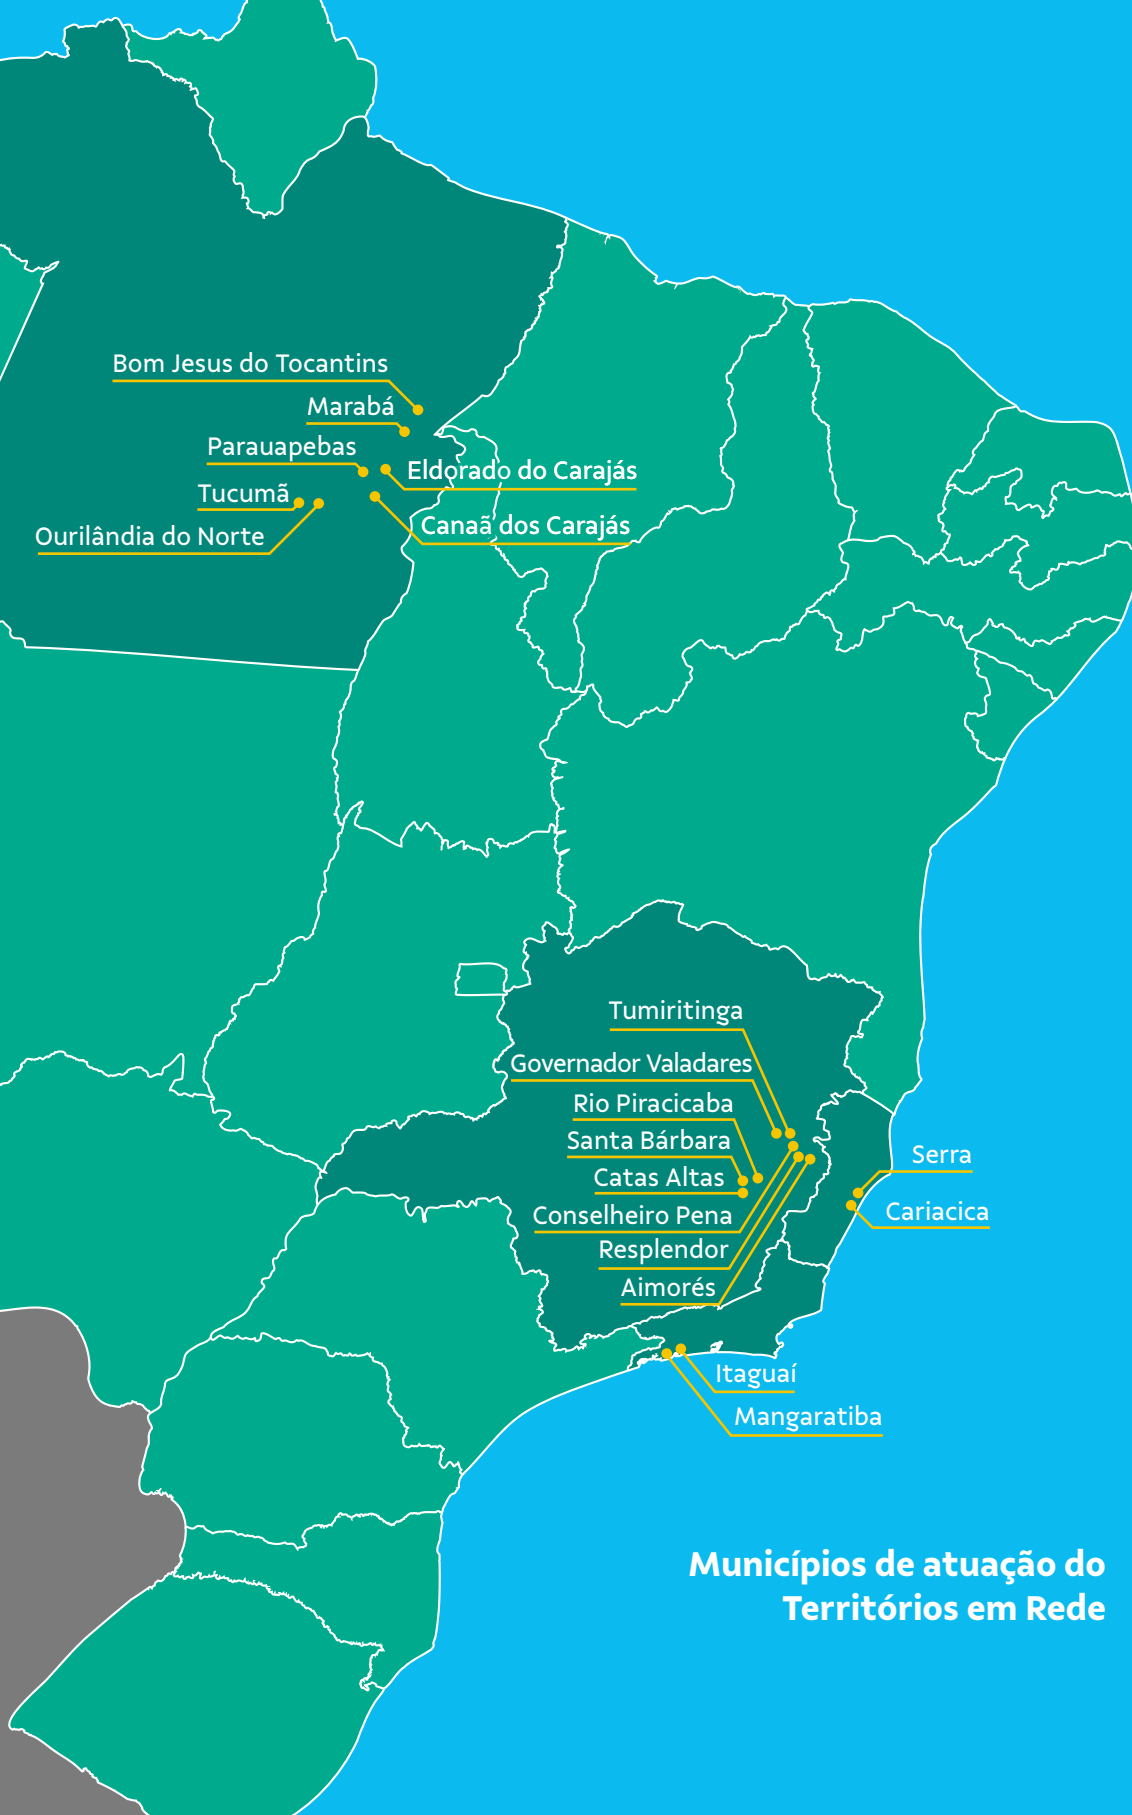 Bom Jesus do Tocantins
Marabá
Parauapebas
Eldorado do Carajás
Tucumã
Canaã dos Carajás
Ourilândia do Norte
Tumiritinga
Governador Valadares
Rio Piracicaba
Santa Bárbara
Catas Altas
Conselheiro Pena
Resplendor
Aimorés
Serra
Cariacica
Itaguaí
Mangaratiba
Municípios de atuação do
Territórios em Rede